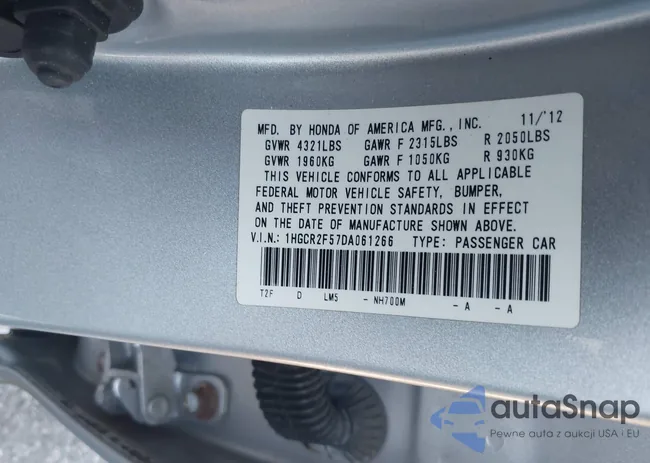 MFD. BY HONDA OF AMERICA MFG., INC. 11/'12
GVWR 4321LBS GAWR F 2315LBS R 2050LBS
GVWR 1960KG GAWR F 1050KG R 930KG
THIS VEHICLE CONFORMS TO ALL APPLICABLE
FEDERAL MOTOR VEHICLE SAFETY, BUMPER,
AND THEFT PREVENTION STANDARDS IN EFFECT
ON THE DATE OF MANUFACTURE SHOWN ABOVE.
V.I.N.: 1HGCR2F57DA061266 TYPE: PASSENGER CAR
T2F D LM5 - NH700M - A - A
autaSnap
Pewne auta z aukcji USA i EU